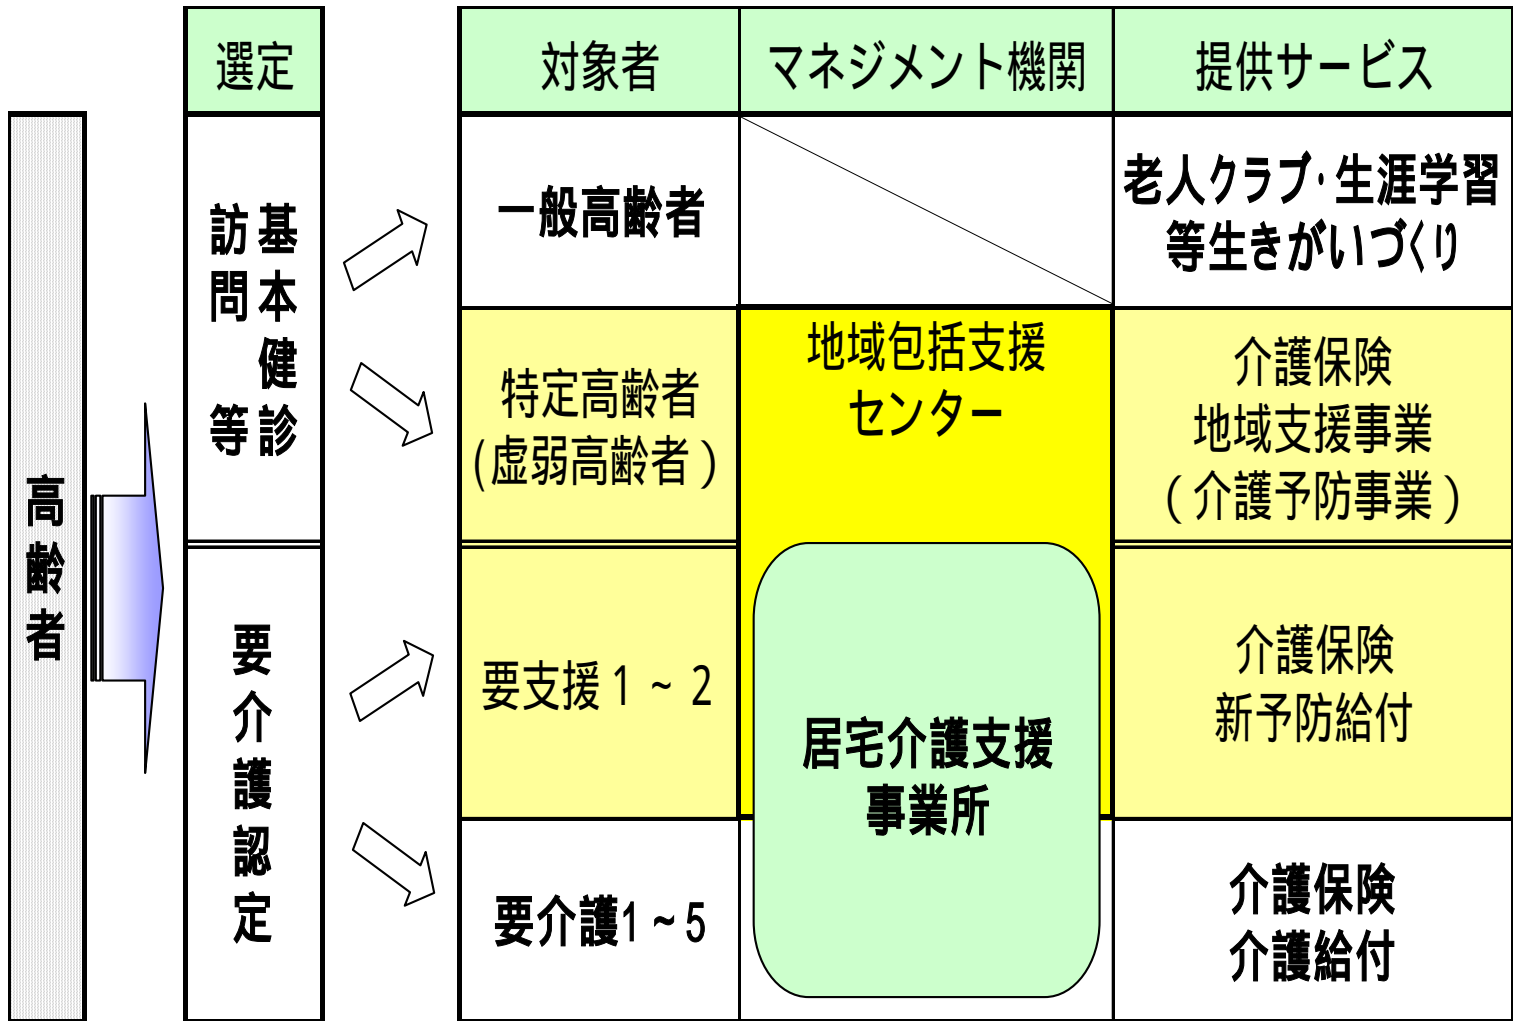 選定
対象者
マネジメント機関
提供サービス
高齢者
基本健診
訪問等
要介護認定
一般高齢者
老人クラブ･生涯学習
等生きがいづくり
特定高齢者
(虚弱高齢者)
地域包括支援
センター
介護保険
地域支援事業
(介護予防事業)
要支援1~2
居宅介護支援
事業所
介護保険
新予防給付
要介護1~5
介護保険
介護給付